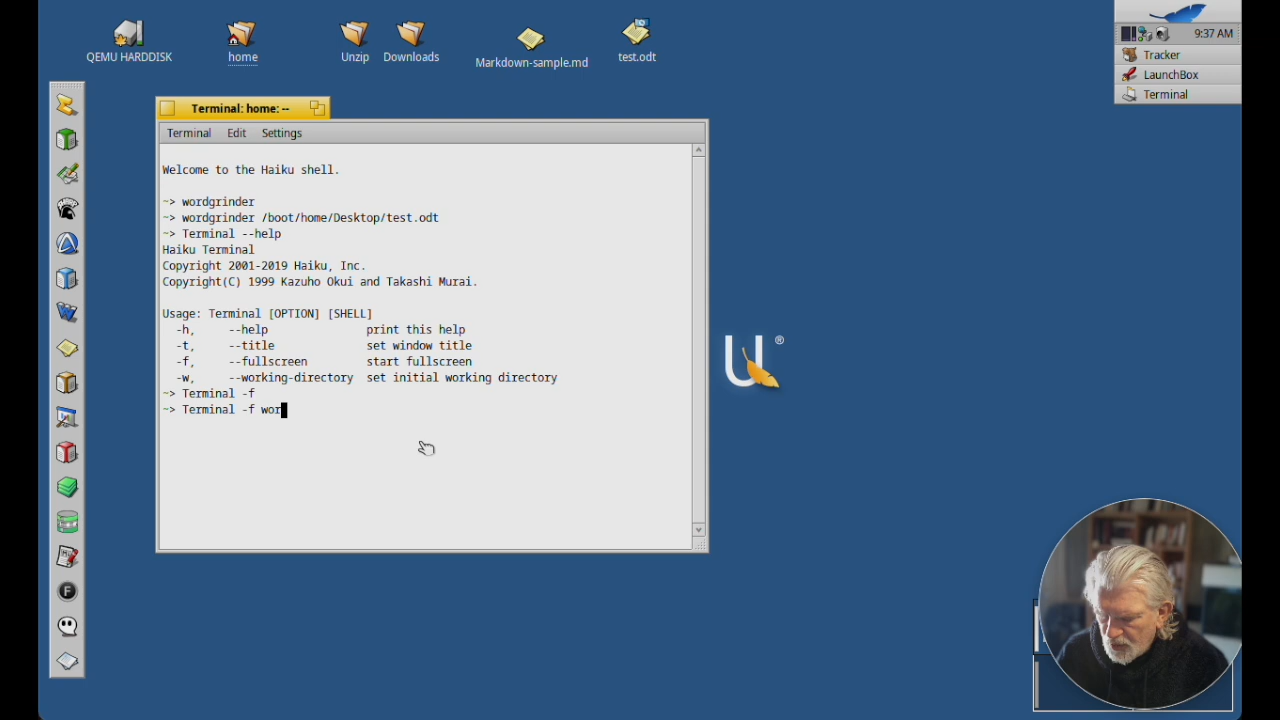 QEMU HARDDISK
home
Unzip
Downloads
Markdown-sample.md
test.odt
9:37 AM
Tracker
LaunchBox
Terminal
Terminal: home: --
Terminal Edit Settings
Welcome to the Haiku shell.
~> wordgrinder
~> wordgrinder /boot/home/Desktop/test.odt
~> Terminal --help
Haiku Terminal
Copyright 2001-2019 Haiku, Inc.
Copyright(C) 1999 Kazuho Okui and Takashi Murai.
Usage: Terminal [OPTION] [SHELL]
-h, --help print this help
-t, --title set window title
-f, --fullscreen start fullscreen
-w, --working-directory set initial working directory
~> Terminal -f
~> Terminal -f wor
U®